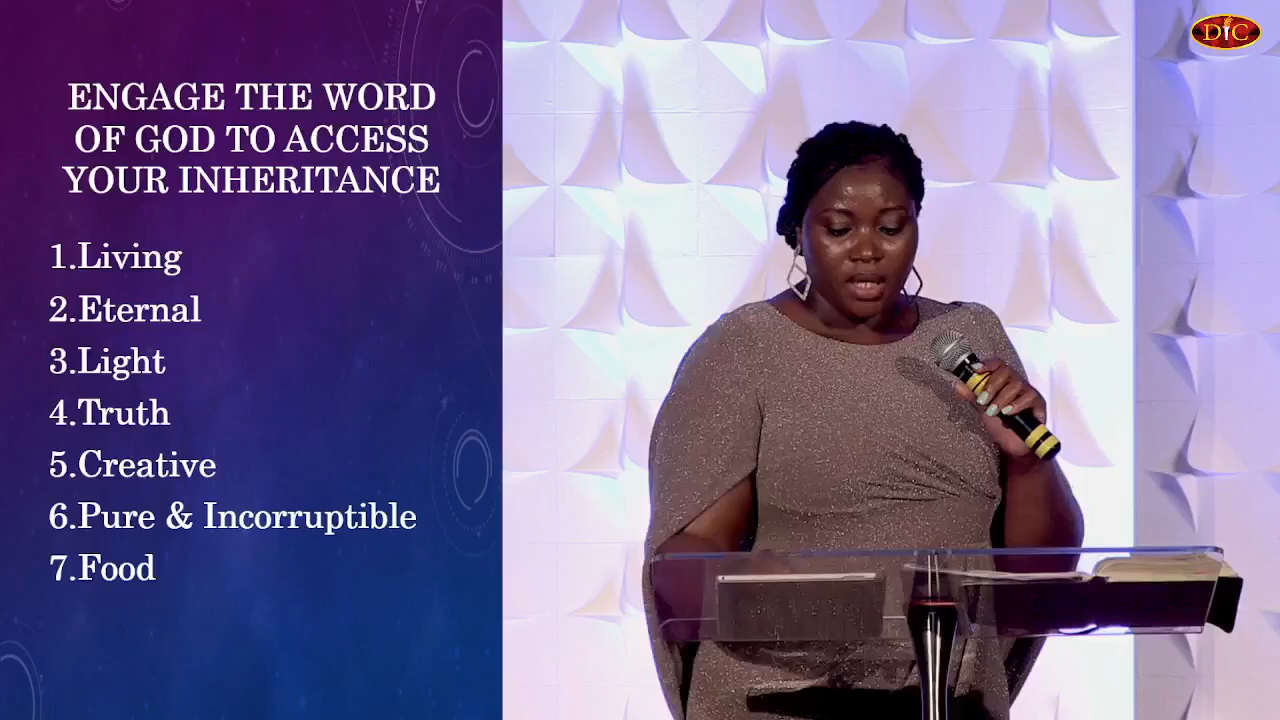 ENGAGE THE WORD
OF GOD TO ACCESS
YOUR INHERITANCE
1.Living
2.Eternal
3.Light
4.Truth
5.Creative
6.Pure & Incorruptible
7.Food
DIC